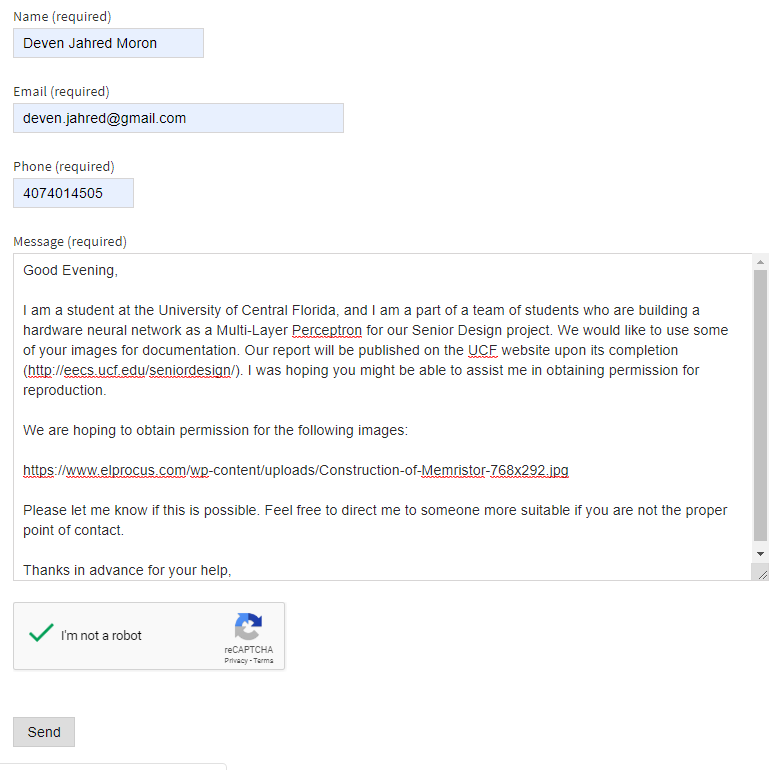 Name (required)
Deven Jahred Moron
Email (required)
deven.jahred@gmail.com
Phone (required)
4074014505
Message (required)
Good Evening,
I am a student at the University of Central Florida, and I am a part of a team of students who are building a
hardware neural network as a Multi-Layer Perceptron for our Senior Design project. We would like to use some
of your images for documentation. Our report will be published on the UCF website upon its completion
(http://eecs.ucf.edu/seniordesign/). I was hoping you might be able to assist me in obtaining permission for
reproduction.
We are hoping to obtain permission for the following images:
https://www.elprocus.com/wp-content/uploads/Construction-of-Memristor-768x292.jpg
Please let me know if this is possible. Feel free to direct me to someone more suitable if you are not the proper
point of contact.
Thanks in advance for your help,
I'm not a robot
reCAPTCHA
Privacy - Terms
Send